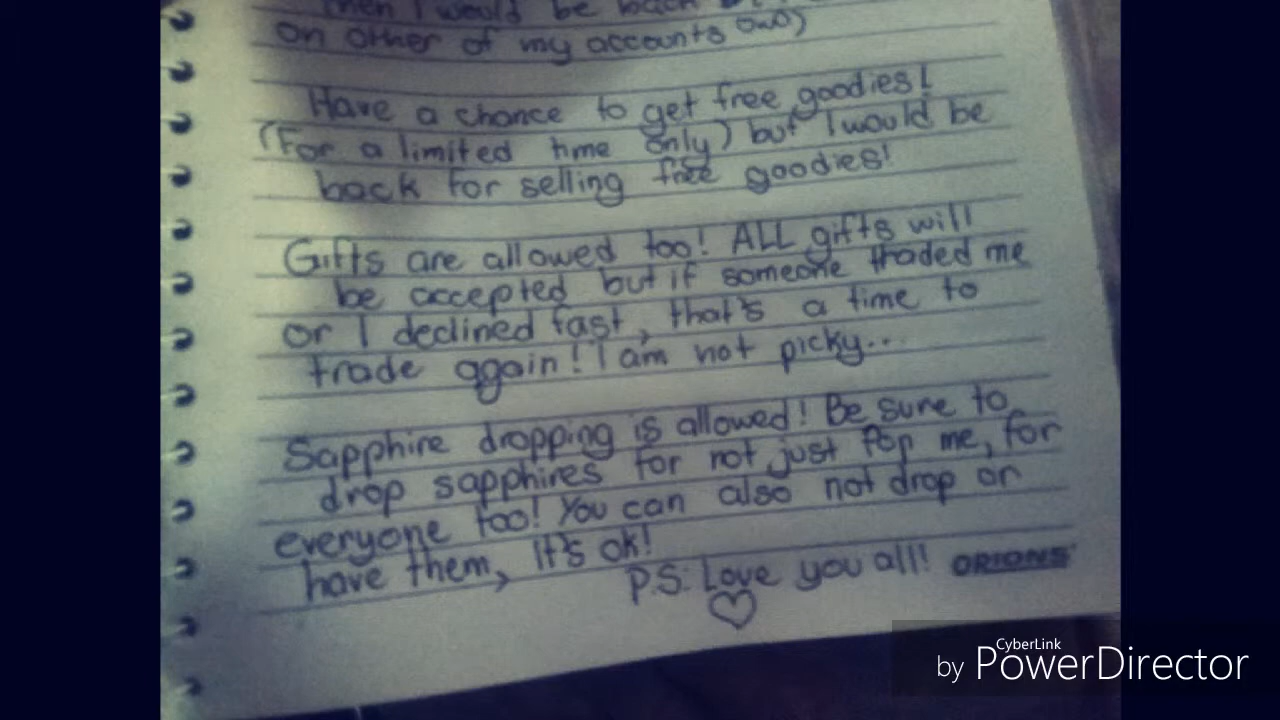 then I would be back
on other of my accounts OwO)
Have a chance to get free goodies!
(For a limited time only) but I would be
back for selling free goodies!
Gifts are allowed too! ALL gifts will
be accepted but if someone traded me
or I declined fast, that's a time to
trade again! I am not picky...
Sapphire dropping is allowed! Be sure to
drop sapphires for not just for me, for
everyone too! You can also not drop or
have them, It's ok!
P.S: Love you all! ORIONS
CyberLink
by PowerDirector